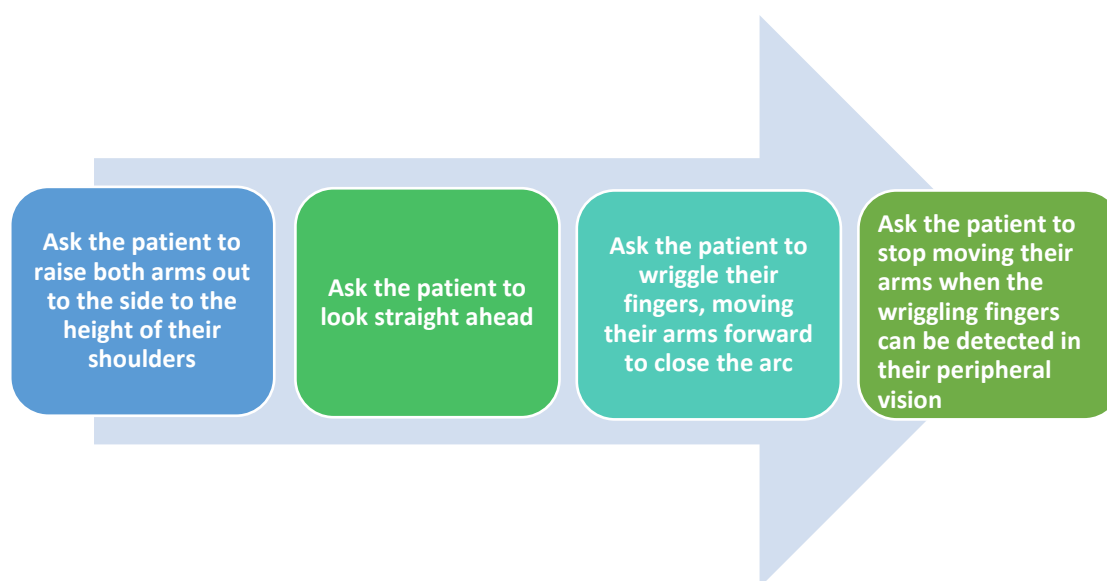 Ask the patient to
raise both arms out
to the side to the
height of their
shoulders
Ask the patient to
look straight ahead
Ask the patient to
wriggle their
fingers, moving
their arms forward
to close the arc
Ask the patient to
stop moving their
arms when the
wriggling fingers
can be detected in
their peripheral
vision